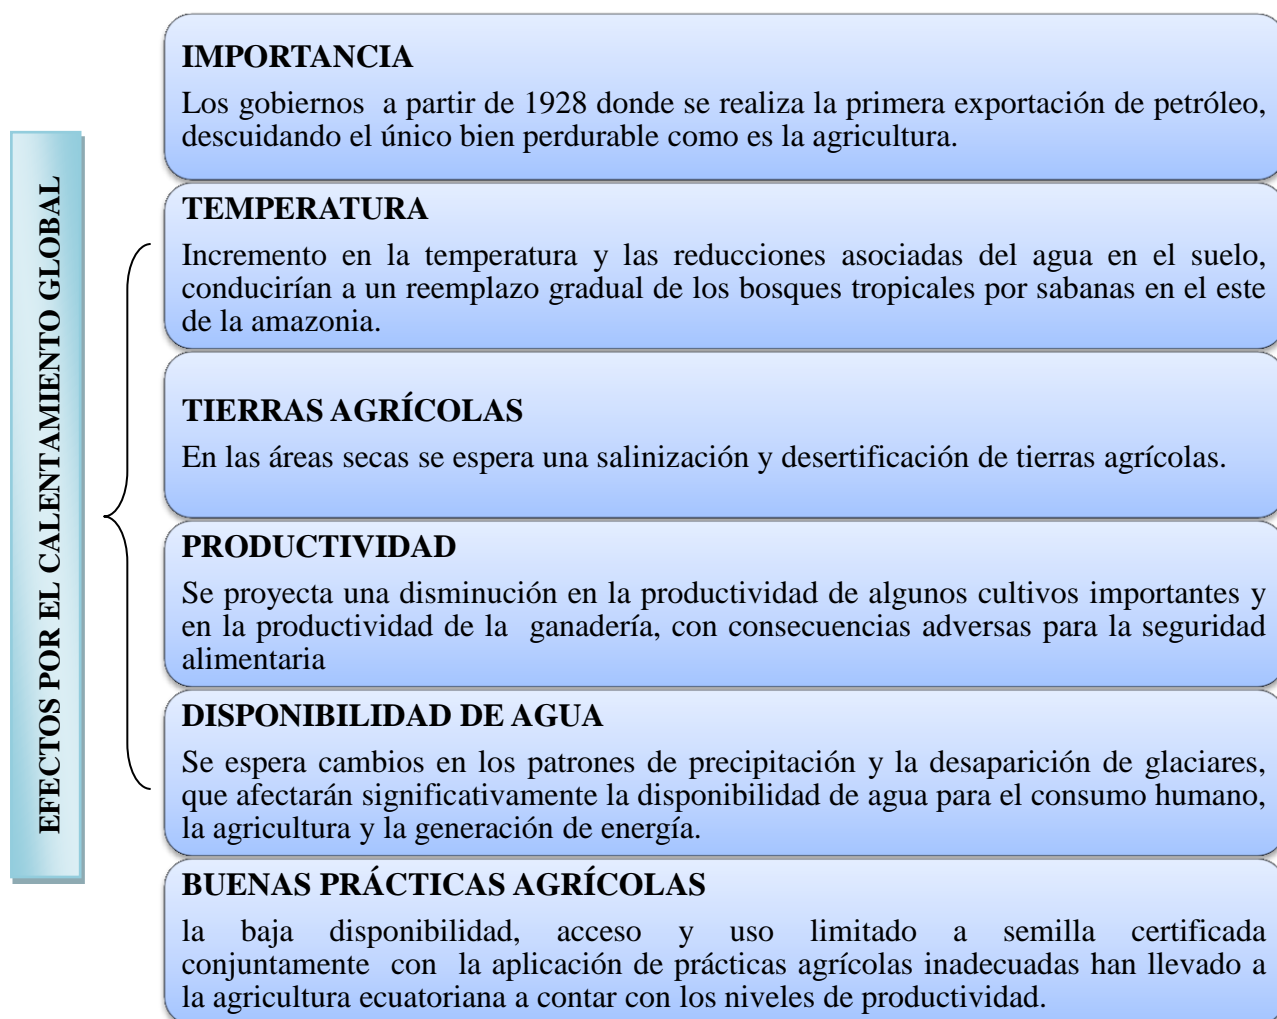 EFECTOS POR EL CALENTAMIENTO GLOBAL
IMPORTANCIA
Los gobiernos a partir de 1928 donde se realiza la primera exportación de petróleo,
descuidando el único bien perdurable como es la agricultura.
TEMPERATURA
Incremento en la temperatura y las reducciones asociadas del agua en el suelo,
conducirían a un reemplazo gradual de los bosques tropicales por sabanas en el este
de la amazonia.
TIERRAS AGRÍCOLAS
En las áreas secas se espera una salinización y desertificación de tierras agrícolas.
PRODUCTIVIDAD
Se proyecta una disminución en la productividad de algunos cultivos importantes y
en la productividad de la ganadería, con consecuencias adversas para la seguridad
alimentaria
DISPONIBILIDAD DE AGUA
Se espera cambios en los patrones de precipitación y la desaparición de glaciares,
que afectarán significativamente la disponibilidad de agua para el consumo humano,
la agricultura y la generación de energía.
BUENAS PRÁCTICAS AGRÍCOLAS
la baja disponibilidad, acceso y uso limitado a semilla certificada
conjuntamente con la aplicación de prácticas agrícolas inadecuadas han llevado a
la agricultura ecuatoriana a contar con los niveles de productividad.